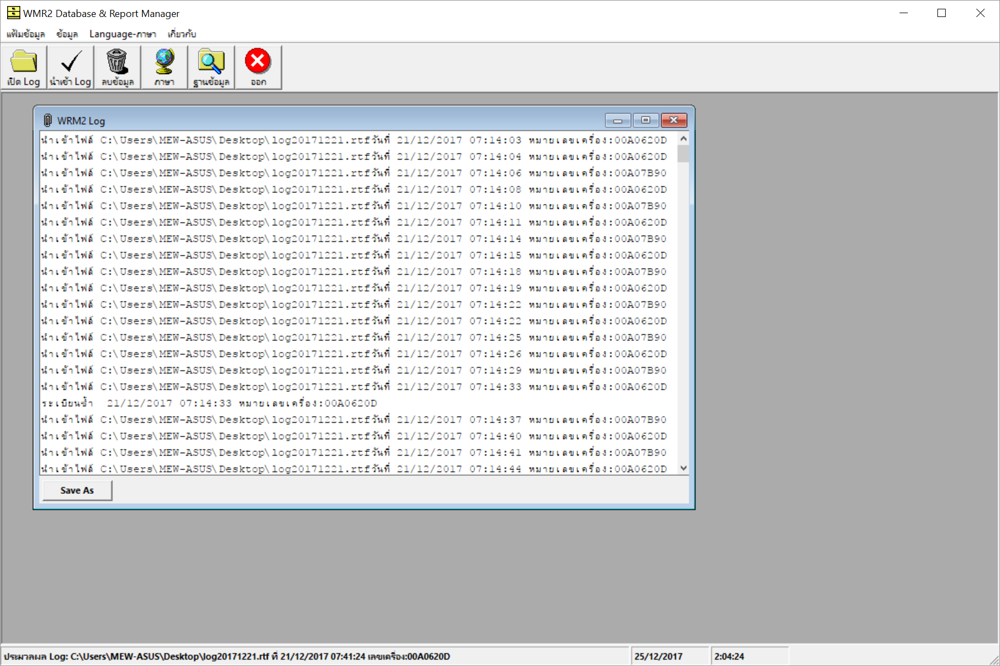 WMR2 Database & Report Manager
แฟ้มข้อมูล ข้อมูล Language-ภาษา เกี่ยวกับ
เปิด Log นำเข้า Log ลบข้อมูล ภาษา ฐานข้อมูล ออก
WRM2 Log
นำเข้าไฟล์ C:\Users\MEW-ASUS\Desktop\log20171221.rtfวันที่ 21/12/2017 07:14:03 หมายเลขเครื่อง:00A0620D
นำเข้าไฟล์ C:\Users\MEW-ASUS\Desktop\log20171221.rtfวันที่ 21/12/2017 07:14:04 หมายเลขเครื่อง:00A0620D
นำเข้าไฟล์ C:\Users\MEW-ASUS\Desktop\log20171221.rtfวันที่ 21/12/2017 07:14:06 หมายเลขเครื่อง:00A07B90
นำเข้าไฟล์ C:\Users\MEW-ASUS\Desktop\log20171221.rtfวันที่ 21/12/2017 07:14:08 หมายเลขเครื่อง:00A0620D
นำเข้าไฟล์ C:\Users\MEW-ASUS\Desktop\log20171221.rtfวันที่ 21/12/2017 07:14:10 หมายเลขเครื่อง:00A07B90
นำเข้าไฟล์ C:\Users\MEW-ASUS\Desktop\log20171221.rtfวันที่ 21/12/2017 07:14:11 หมายเลขเครื่อง:00A0620D
นำเข้าไฟล์ C:\Users\MEW-ASUS\Desktop\log20171221.rtfวันที่ 21/12/2017 07:14:14 หมายเลขเครื่อง:00A07B90
นำเข้าไฟล์ C:\Users\MEW-ASUS\Desktop\log20171221.rtfวันที่ 21/12/2017 07:14:15 หมายเลขเครื่อง:00A0620D
นำเข้าไฟล์ C:\Users\MEW-ASUS\Desktop\log20171221.rtfวันที่ 21/12/2017 07:14:18 หมายเลขเครื่อง:00A07B90
นำเข้าไฟล์ C:\Users\MEW-ASUS\Desktop\log20171221.rtfวันที่ 21/12/2017 07:14:19 หมายเลขเครื่อง:00A0620D
นำเข้าไฟล์ C:\Users\MEW-ASUS\Desktop\log20171221.rtfวันที่ 21/12/2017 07:14:22 หมายเลขเครื่อง:00A07B90
นำเข้าไฟล์ C:\Users\MEW-ASUS\Desktop\log20171221.rtfวันที่ 21/12/2017 07:14:22 หมายเลขเครื่อง:00A0620D
นำเข้าไฟล์ C:\Users\MEW-ASUS\Desktop\log20171221.rtfวันที่ 21/12/2017 07:14:25 หมายเลขเครื่อง:00A07B90
นำเข้าไฟล์ C:\Users\MEW-ASUS\Desktop\log20171221.rtfวันที่ 21/12/2017 07:14:26 หมายเลขเครื่อง:00A0620D
นำเข้าไฟล์ C:\Users\MEW-ASUS\Desktop\log20171221.rtfวันที่ 21/12/2017 07:14:29 หมายเลขเครื่อง:00A07B90
นำเข้าไฟล์ C:\Users\MEW-ASUS\Desktop\log20171221.rtfวันที่ 21/12/2017 07:14:33 หมายเลขเครื่อง:00A0620D
ระเบียนซ้ำ 21/12/2017 07:14:33 หมายเลขเครื่อง:00A0620D
นำเข้าไฟล์ C:\Users\MEW-ASUS\Desktop\log20171221.rtfวันที่ 21/12/2017 07:14:37 หมายเลขเครื่อง:00A07B90
นำเข้าไฟล์ C:\Users\MEW-ASUS\Desktop\log20171221.rtfวันที่ 21/12/2017 07:14:40 หมายเลขเครื่อง:00A0620D
นำเข้าไฟล์ C:\Users\MEW-ASUS\Desktop\log20171221.rtfวันที่ 21/12/2017 07:14:41 หมายเลขเครื่อง:00A07B90
นำเข้าไฟล์ C:\Users\MEW-ASUS\Desktop\log20171221.rtfวันที่ 21/12/2017 07:14:44 หมายเลขเครื่อง:00A0620D
Save As
ประมวลผล Log: C:\Users\MEW-ASUS\Desktop\log20171221.rtf ที่ 21/12/2017 07:41:24 เลขเครื่อง:00A0620D 25/12/2017 2:04:24